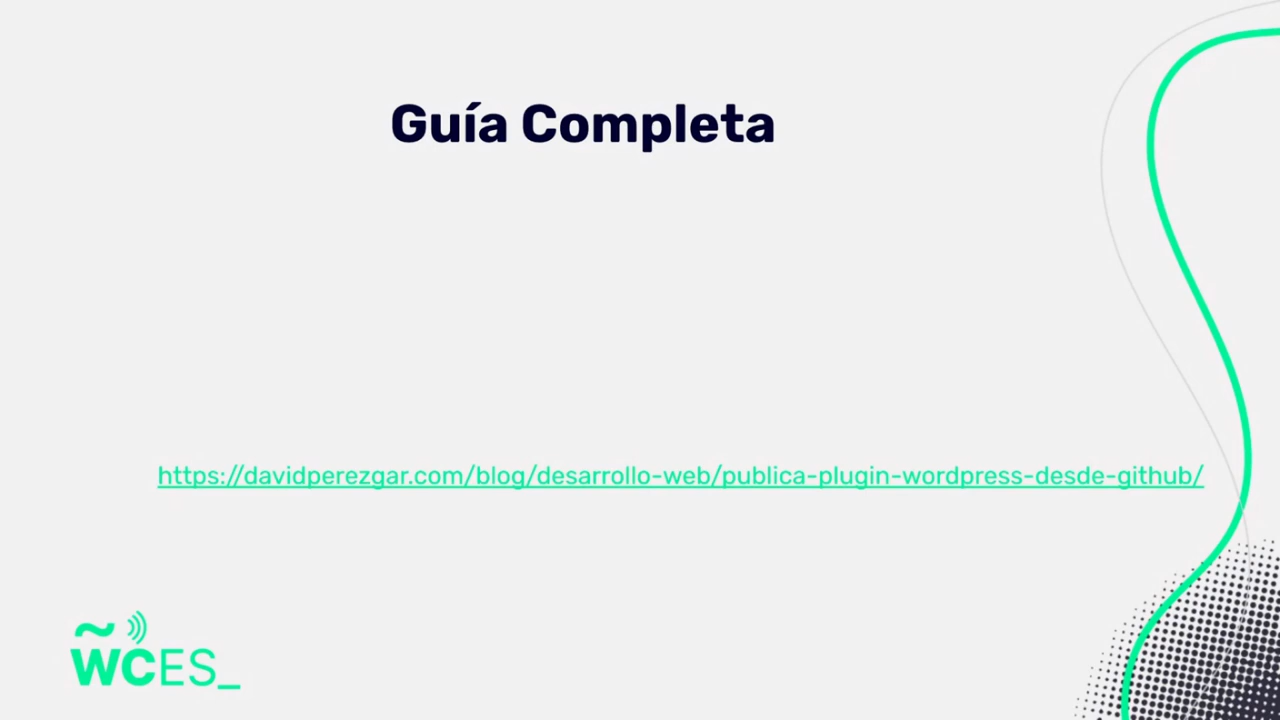 Guía Completa
https://davidperezgar.com/blog/desarrollo-web/publica-plugin-wordpress-desde-github/
WCES_